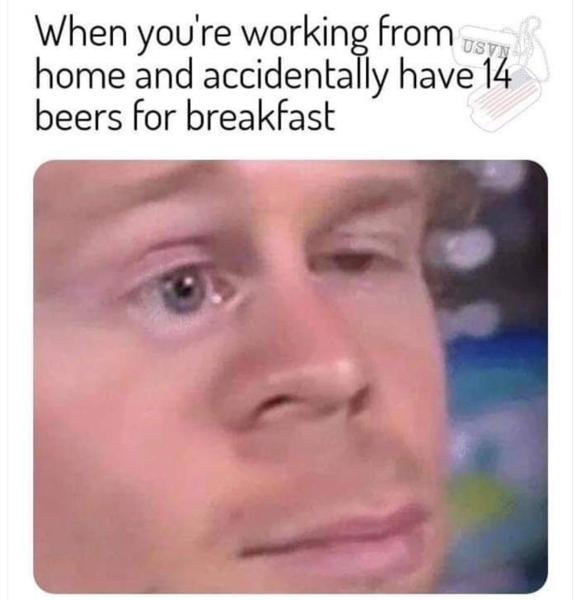 When you're working from
home and accidentally have 14
beers for breakfast
USVN